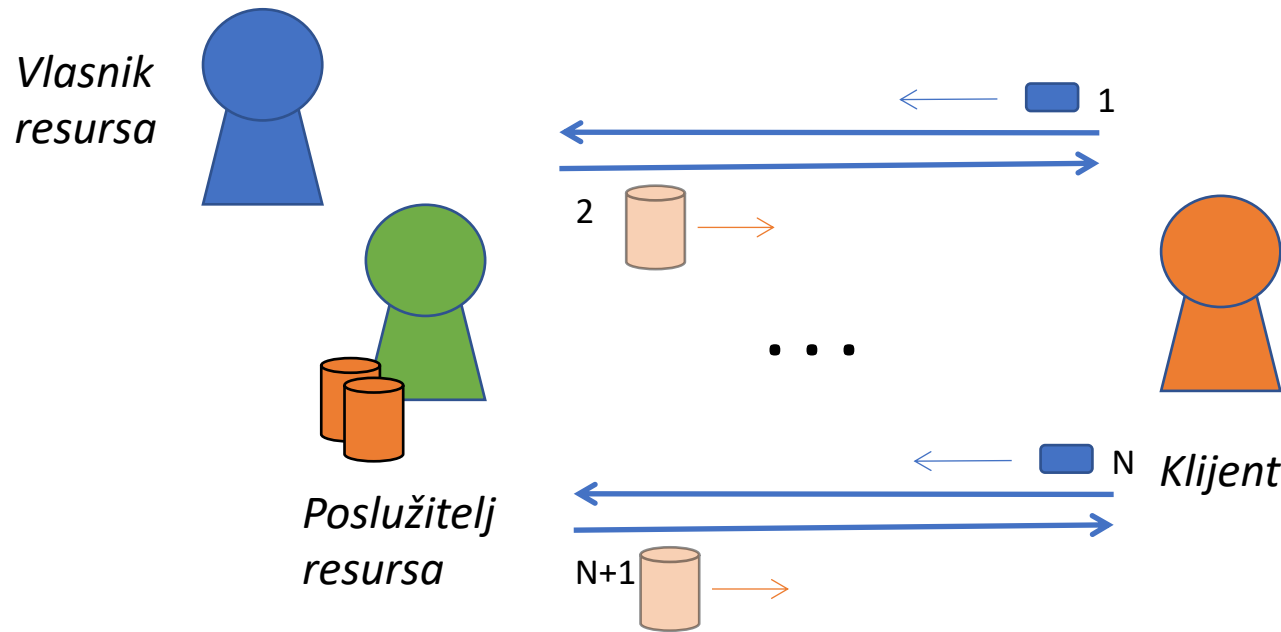 Vlasnik
resursa
1
2
. . .
N
Klijent
Poslužitelj
resursa
N+1